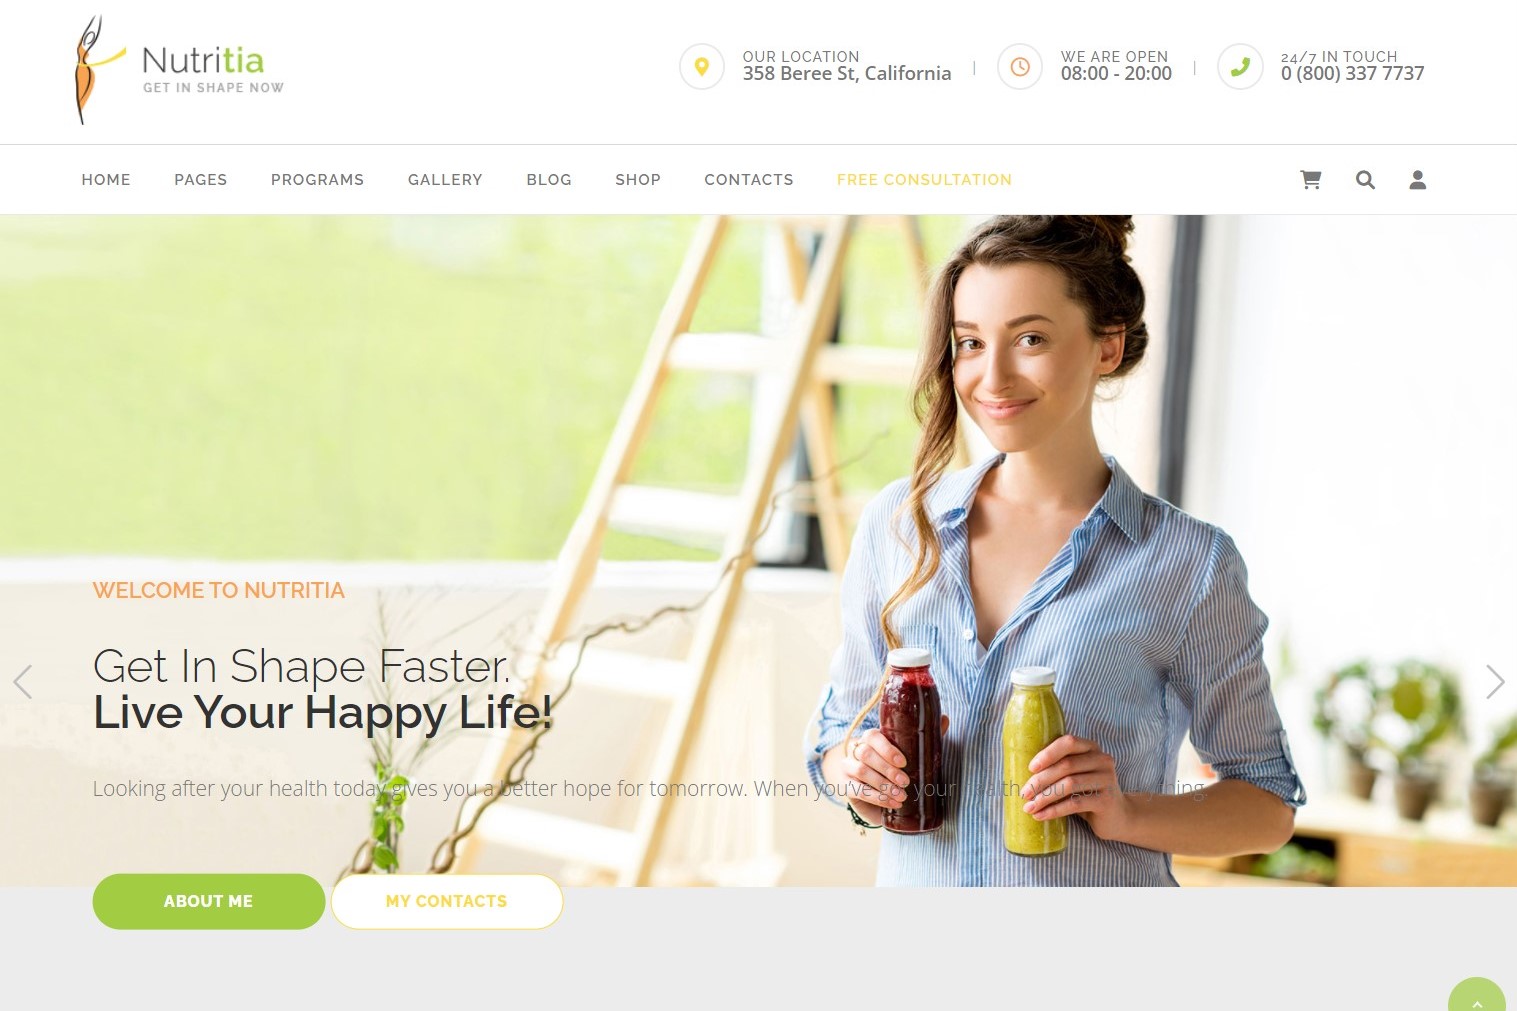 Nutritia
GET IN SHAPE NOW
OUR LOCATION
358 Beree St, California
WE ARE OPEN
08:00 - 20:00
24/7 IN TOUCH
0 (800) 337 7737
HOME PAGES PROGRAMS GALLERY BLOG SHOP CONTACTS FREE CONSULTATION
WELCOME TO NUTRITIA
Get In Shape Faster.
Live Your Happy Life!
Looking after your health today gives you a better hope for tomorrow. When you've got your health, you got everything.
ABOUT ME MY CONTACTS